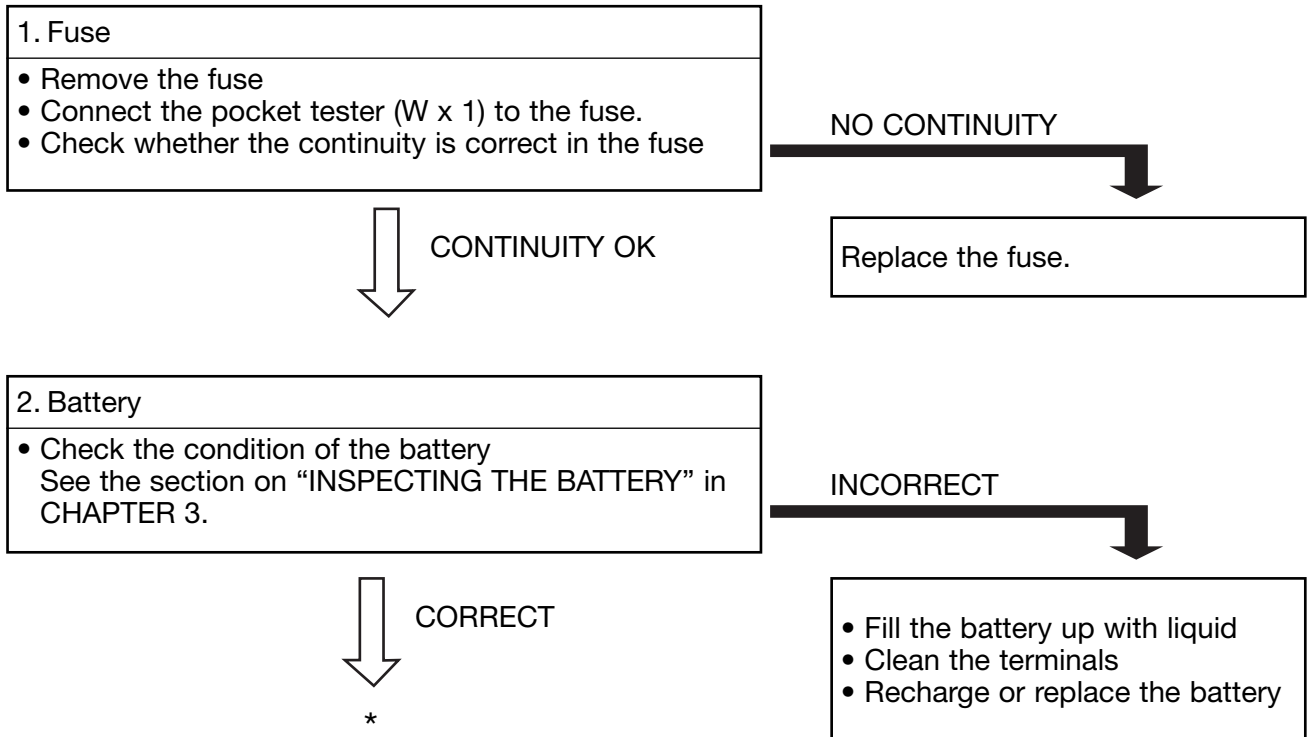 1. Fuse
• Remove the fuse
• Connect the pocket tester (W x 1) to the fuse.
• Check whether the continuity is correct in the fuse
NO CONTINUITY
CONTINUITY OK
Replace the fuse.
2. Battery
• Check the condition of the battery
See the section on “INSPECTING THE BATTERY” in
CHAPTER 3.
INCORRECT
CORRECT
• Fill the battery up with liquid
• Clean the terminals
• Recharge or replace the battery
*